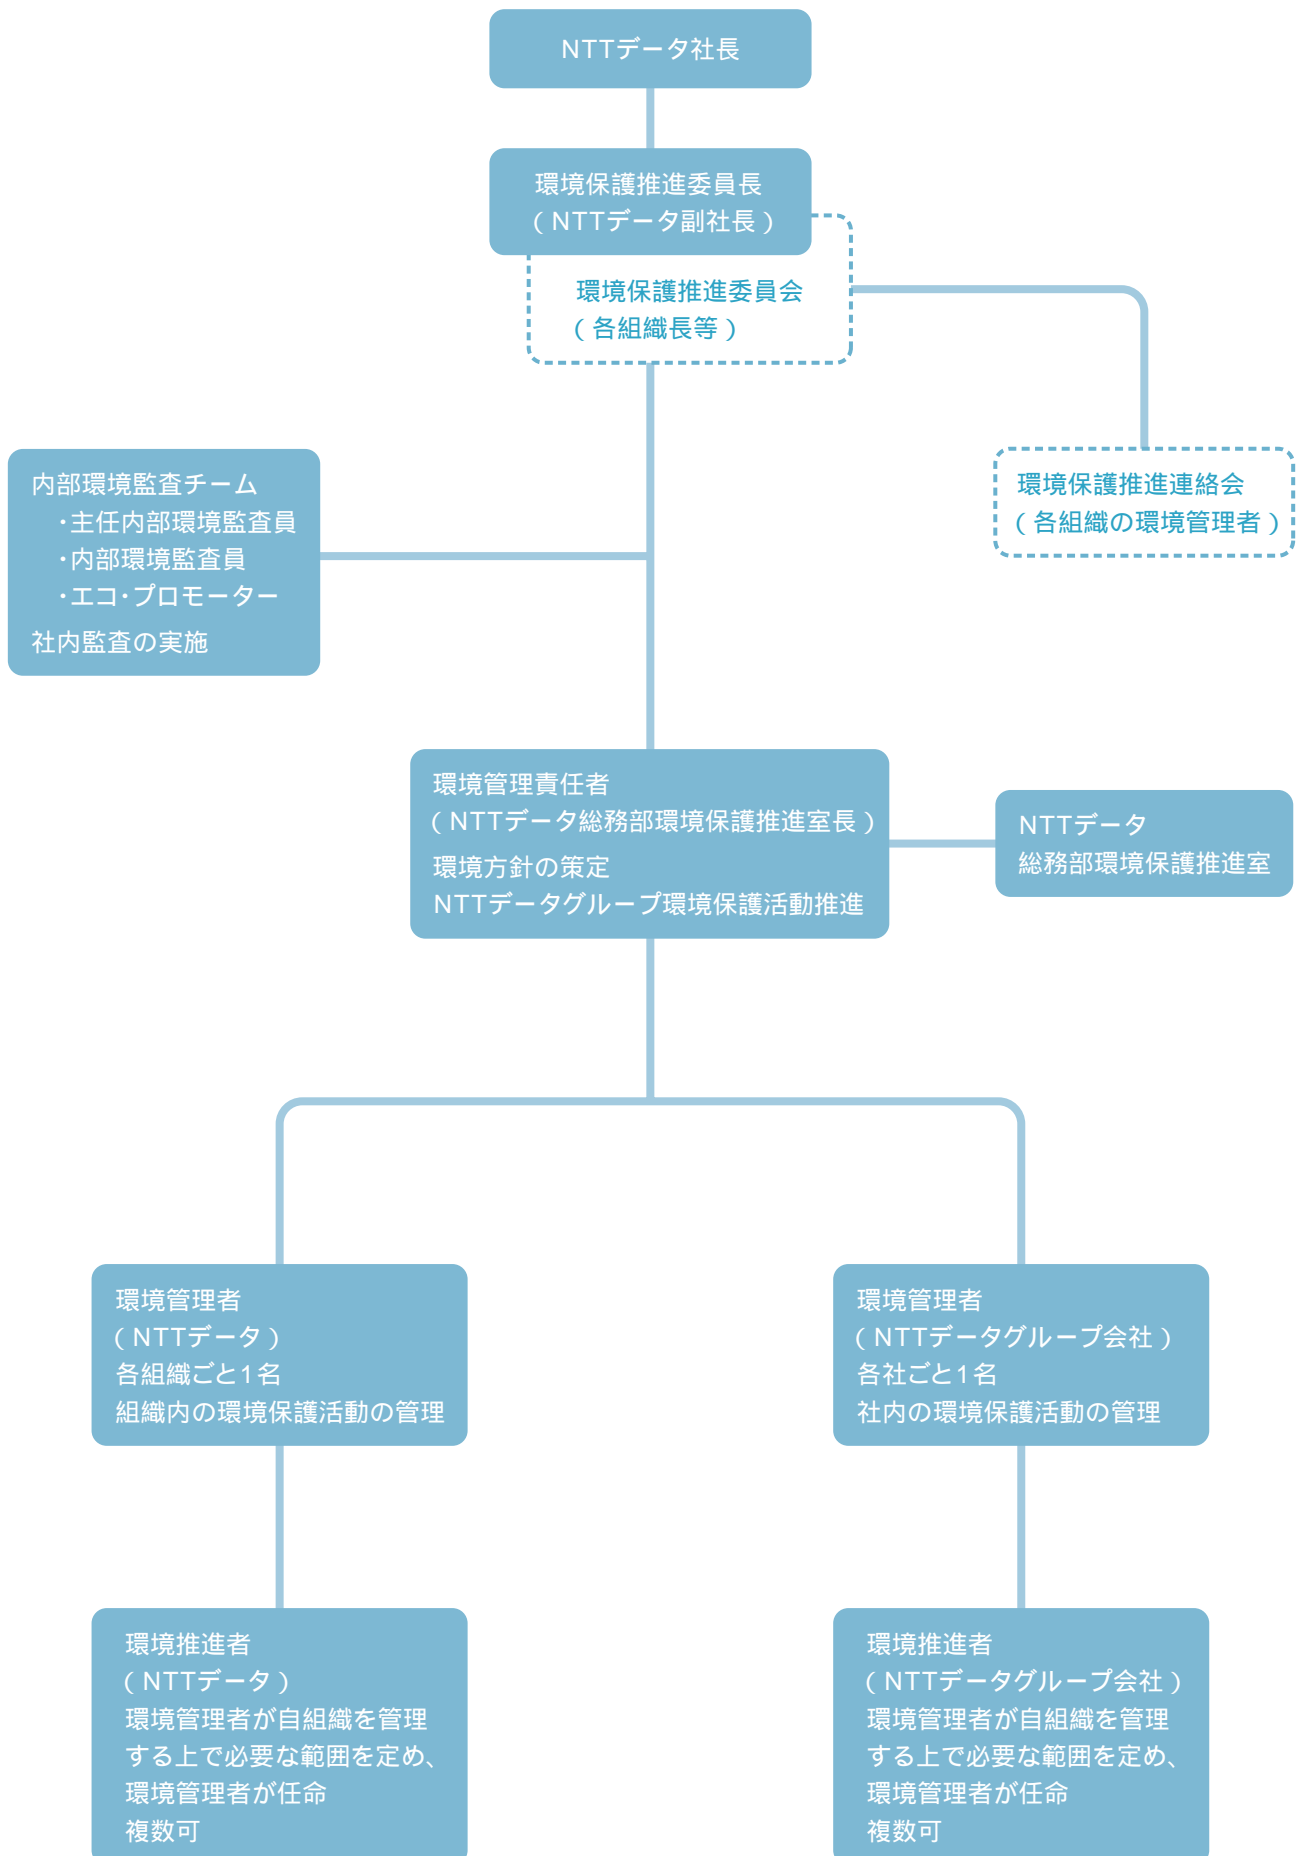 NTTデータ社長
環境保護推進委員長
（NTTデータ副社長）
環境保護推進委員会
（各組織長等）
環境保護推進連絡会
（各組織の環境管理者）
内部環境監査チーム
・主任内部環境監査員
・内部環境監査員
・エコ・プロモーター
社内監査の実施
環境管理責任者
（NTTデータ総務部環境保護推進室長）
環境方針の策定
NTTデータグループ環境保護活動推進
NTTデータ
総務部環境保護推進室
環境管理者
（NTTデータ）
各組織ごと1名
組織内の環境保護活動の管理
環境管理者
（NTTデータグループ会社）
各社ごと1名
社内の環境保護活動の管理
環境推進者
（NTTデータ）
環境管理者が自組織を管理
する上で必要な範囲を定め、
環境管理者が任命
複数可
環境推進者
（NTTデータグループ会社）
環境管理者が自組織を管理
する上で必要な範囲を定め、
環境管理者が任命
複数可